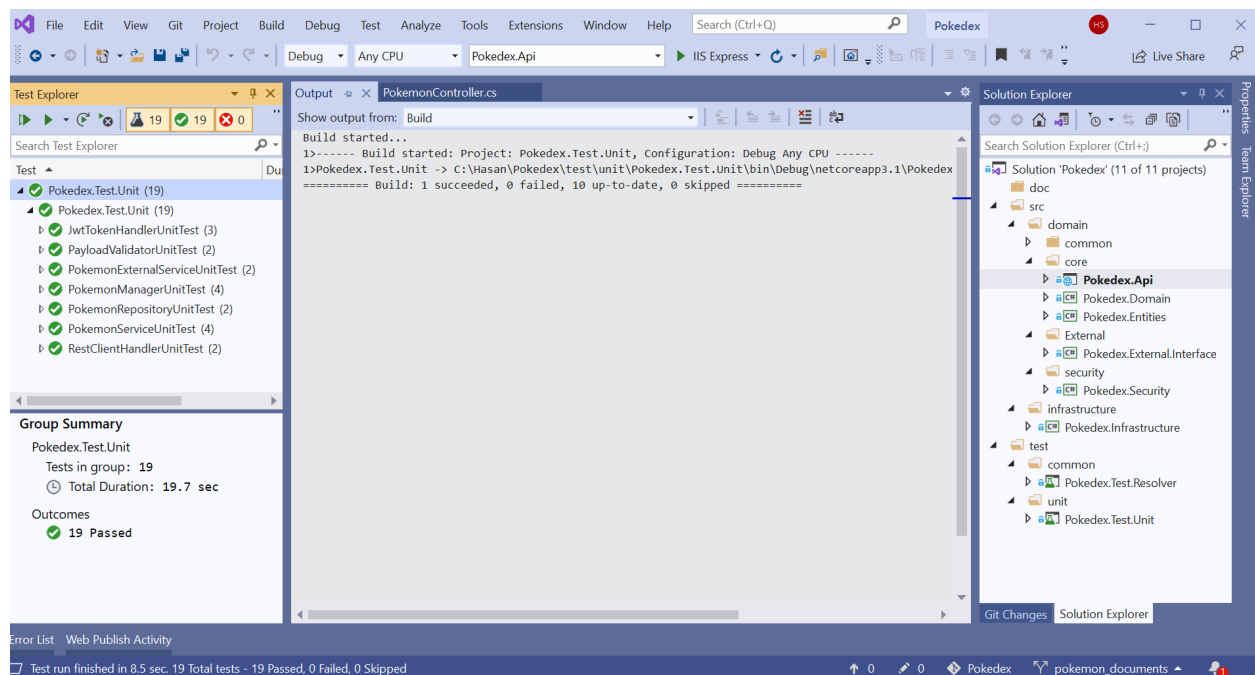 File Edit View Git Project Build Debug Test Analyze Tools Extensions Window Help Search (Ctrl+Q) Pokedex HS
Debug Any CPU Pokedex.Api IIS Express Live Share
Test Explorer
19 19 0
Search Test Explorer
Test Du
Pokedex.Test.Unit (19)
Pokedex.Test.Unit (19)
JwtTokenHandlerUnitTest (3)
PayloadValidatorUnitTest (2)
PokemonExternalServiceUnitTest (2)
PokemonManagerUnitTest (4)
PokemonRepositoryUnitTest (2)
PokemonServiceUnitTest (4)
RestClientHandlerUnitTest (2)
Group Summary
Pokedex.Test.Unit
Tests in group: 19
Total Duration: 19.7 sec
Outcomes
19 Passed
Output PokemonController.cs
Show output from: Build
Build started...
1>------ Build started: Project: Pokedex.Test.Unit, Configuration: Debug Any CPU ------
1>Pokedex.Test.Unit -> C:\Hasan\Pokedex\test\unit\Pokedex.Test.Unit\bin\Debug\netcoreapp3.1\Pokedex
========== Build: 1 succeeded, 0 failed, 10 up-to-date, 0 skipped ==========
Solution Explorer
Search Solution Explorer (Ctrl+;)
Solution 'Pokedex' (11 of 11 projects)
doc
src
domain
common
core
Pokedex.Api
C# Pokedex.Domain
C# Pokedex.Entities
External
C# Pokedex.External.Interface
security
C# Pokedex.Security
infrastructure
C# Pokedex.Infrastructure
test
common
Pokedex.Test.Resolver
unit
Pokedex.Test.Unit
Git Changes Solution Explorer
Properties
Team Explorer
Error List Web Publish Activity
Test run finished in 8.5 sec. 19 Total tests - 19 Passed, 0 Failed, 0 Skipped 0 0 Pokedex pokemon_documents 1